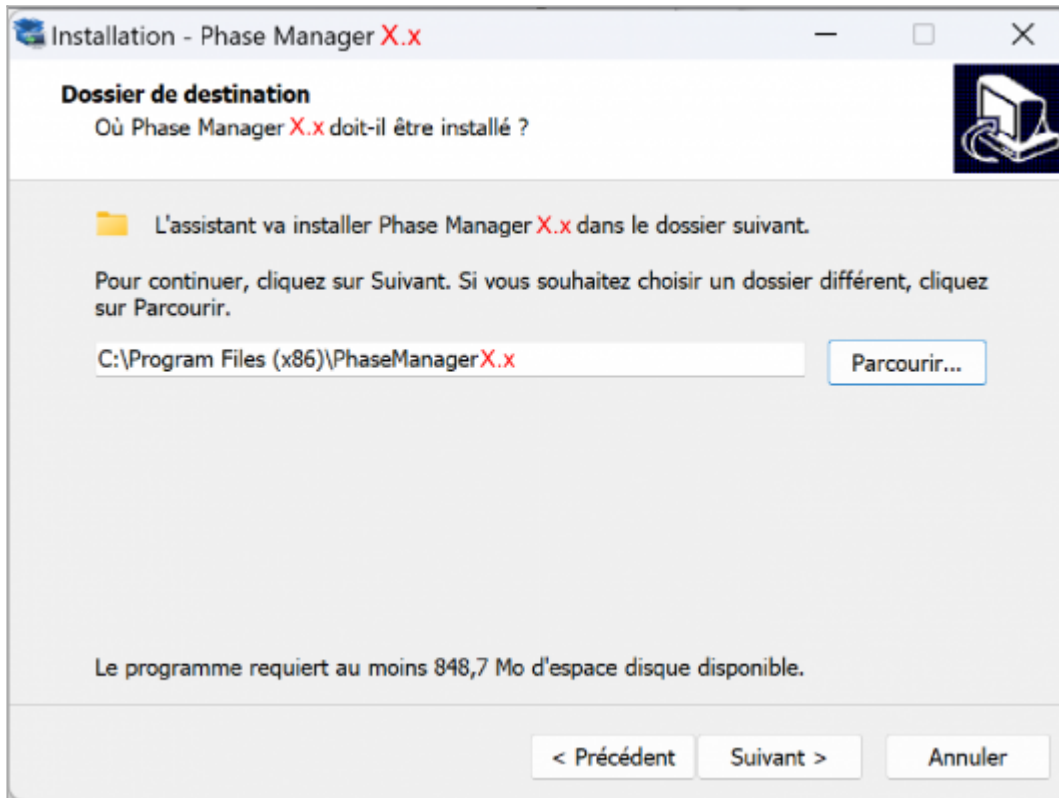 Installation - Phase Manager X.x
Dossier de destination
Où Phase Manager X.x doit-il être installé ?
L'assistant va installer Phase Manager X.x dans le dossier suivant.
Pour continuer, cliquez sur Suivant. Si vous souhaitez choisir un dossier différent, cliquez
sur Parcourir.
C:\Program Files (x86)\PhaseManagerX.x
Parcourir...
Le programme requiert au moins 848,7 Mo d'espace disque disponible.
< Précédent
Suivant >
Annuler